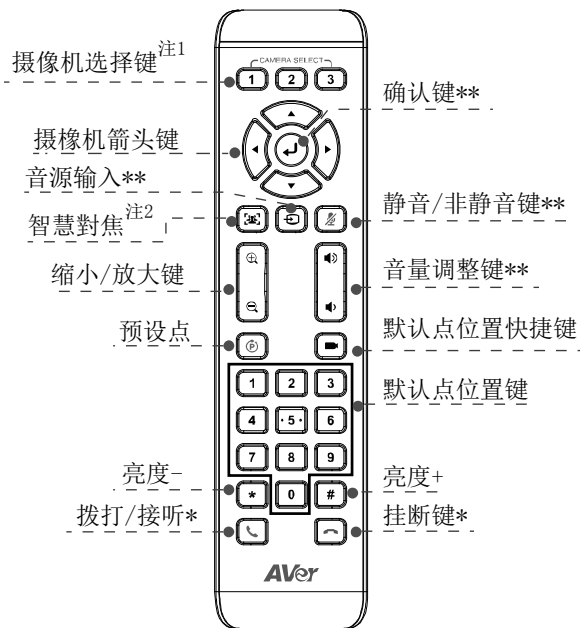 摄像机选择键注1
CAMERA SELECT
1 2 3
确认键**
摄橡机箭头键
音源输入**
智慧對焦注2
静音/非静音键**
缩小/放大键
音量调整键**
预设点
P
默认点位置快捷键
1 2 3
默认点位置键
4 ·5· 6
7 8 9
亮度-
* 0 #
亮度+
拨打/接听*
挂断键*
AVer